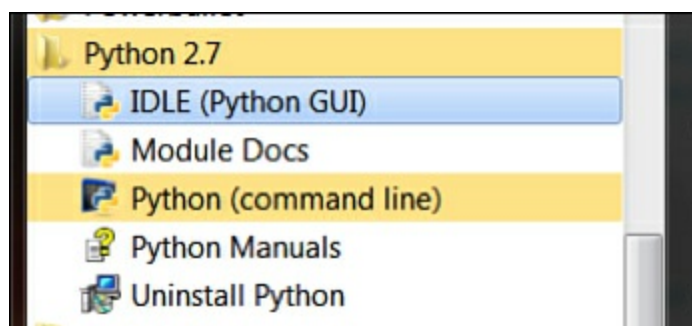 Python 2.7
IDLE (Python GUI)
Module Docs
Python (command line)
Python Manuals
Uninstall Python